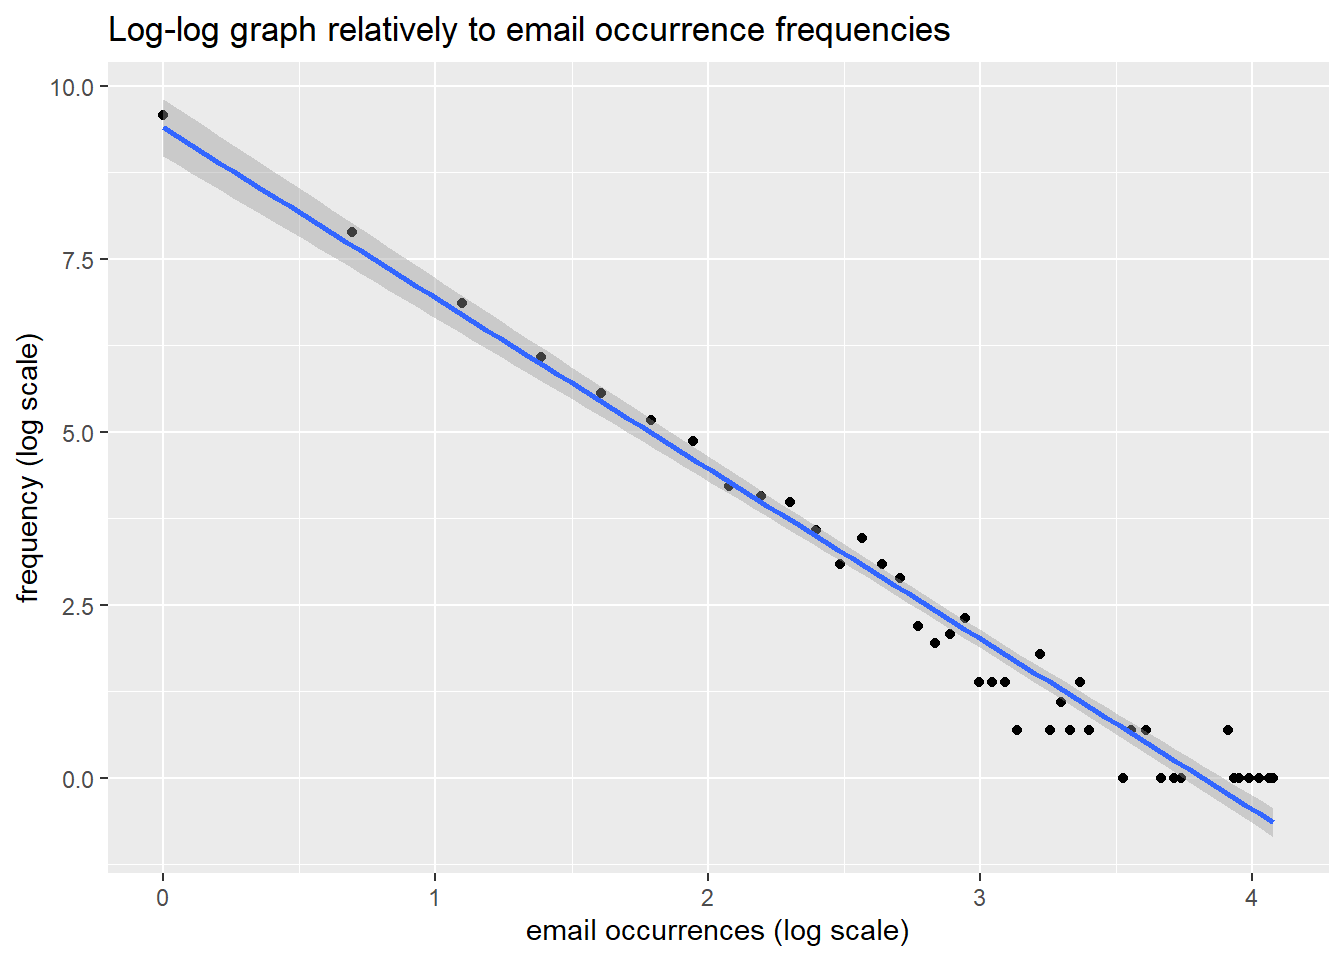 Log-log graph relatively to email occurrence frequencies
10.0
7.5
5.0
2.5
0.0
frequency (log scale)
0 1 2 3 4
email occurrences (log scale)